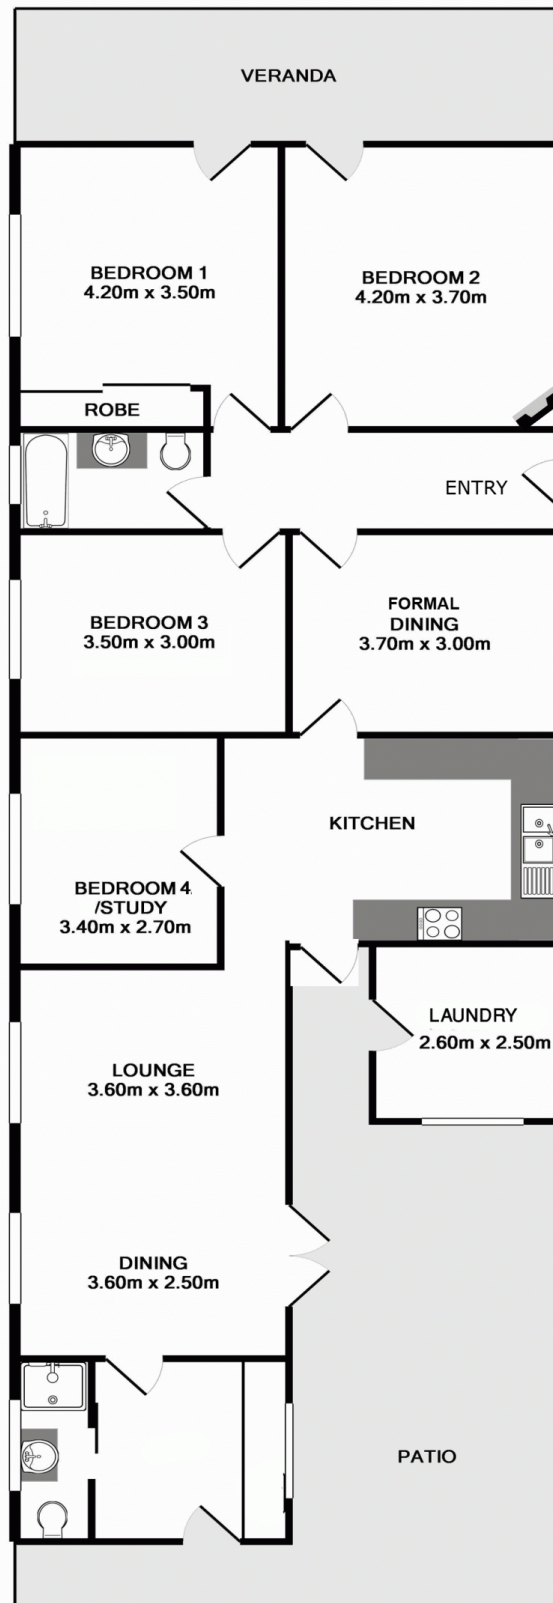 VERANDA
BEDROOM 1
4.20m x 3.50m
BEDROOM 2
4.20m x 3.70m
ROBE
ENTRY
BEDROOM 3
3.50m x 3.00m
FORMAL
DINING
3.70m x 3.00m
KITCHEN
BEDROOM 4
/STUDY
3.40m x 2.70m
LAUNDRY
2.60m x 2.50m
LOUNGE
3.60m x 3.60m
DINING
3.60m x 2.50m
PATIO